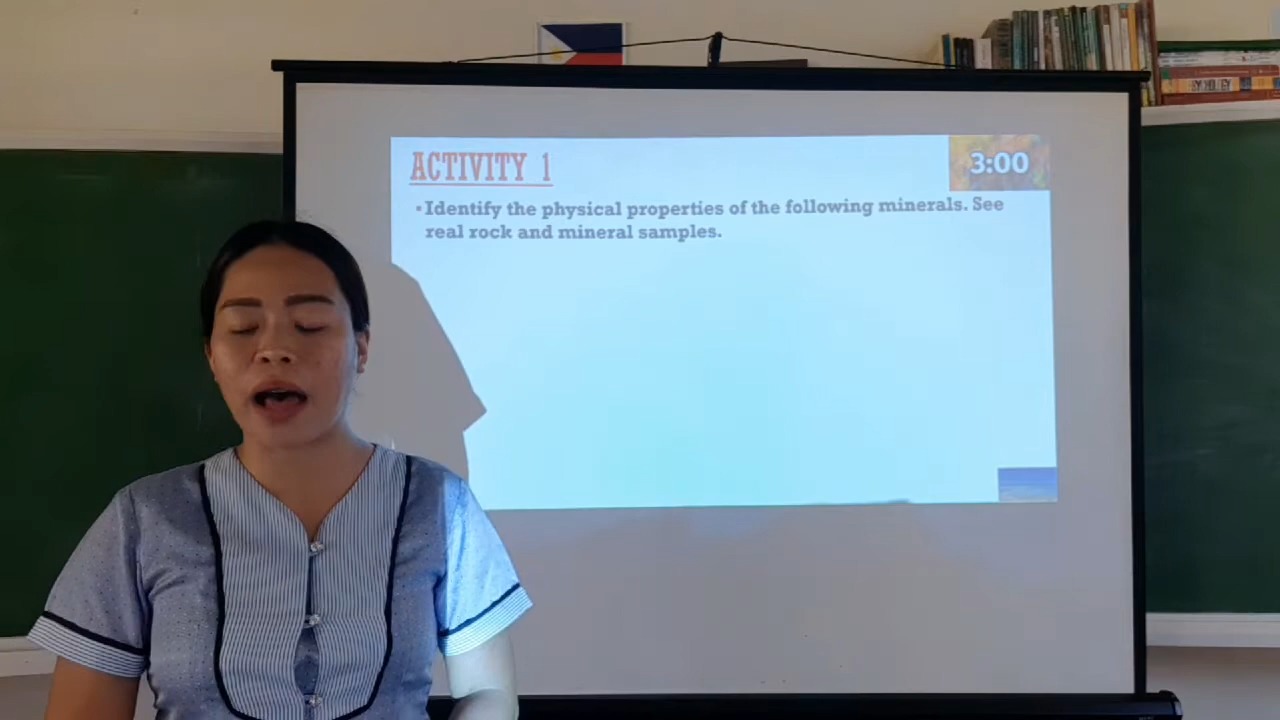 ACTIVITY 1
3:00
• Identify the physical properties of the following minerals. See
real rock and mineral samples.